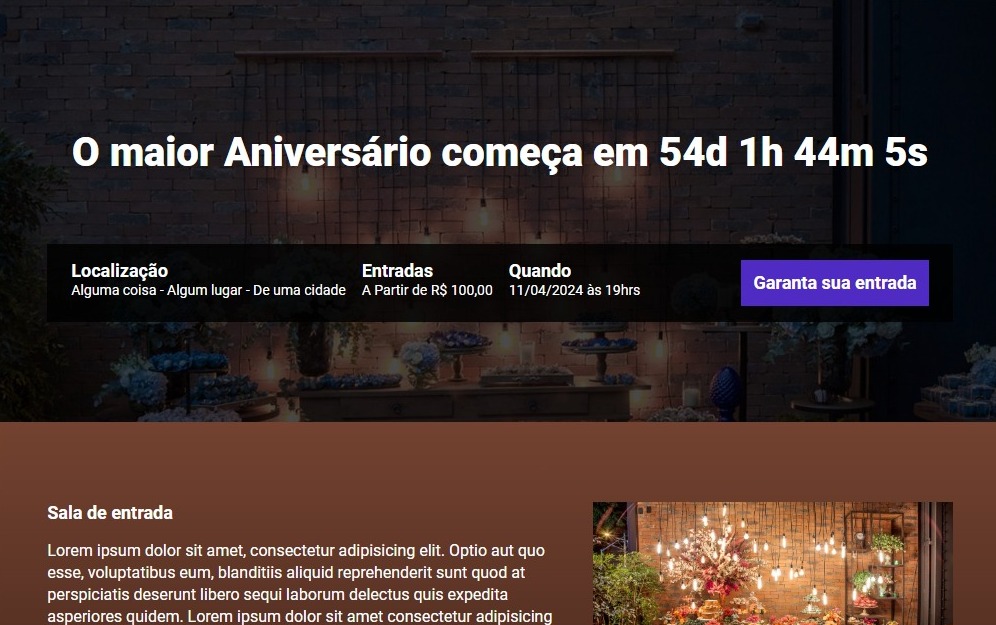 O maior Aniversário começa em 54d 1h 44m 5s
Localização
Alguma coisa - Algum lugar - De uma cidade
Entradas
A Partir de R$ 100,00
Quando
11/04/2024 às 19hrs
Garanta sua entrada
Sala de entrada
Lorem ipsum dolor sit amet, consectetur adipisicing elit. Optio aut quo
esse, voluptatibus eum, blanditiis aliquid reprehenderit sunt quod at
perspiciatis deserunt libero sequi laborum delectus quis expedita
asperiores quidem. Lorem ipsum dolor sit amet consectetur adipisicing